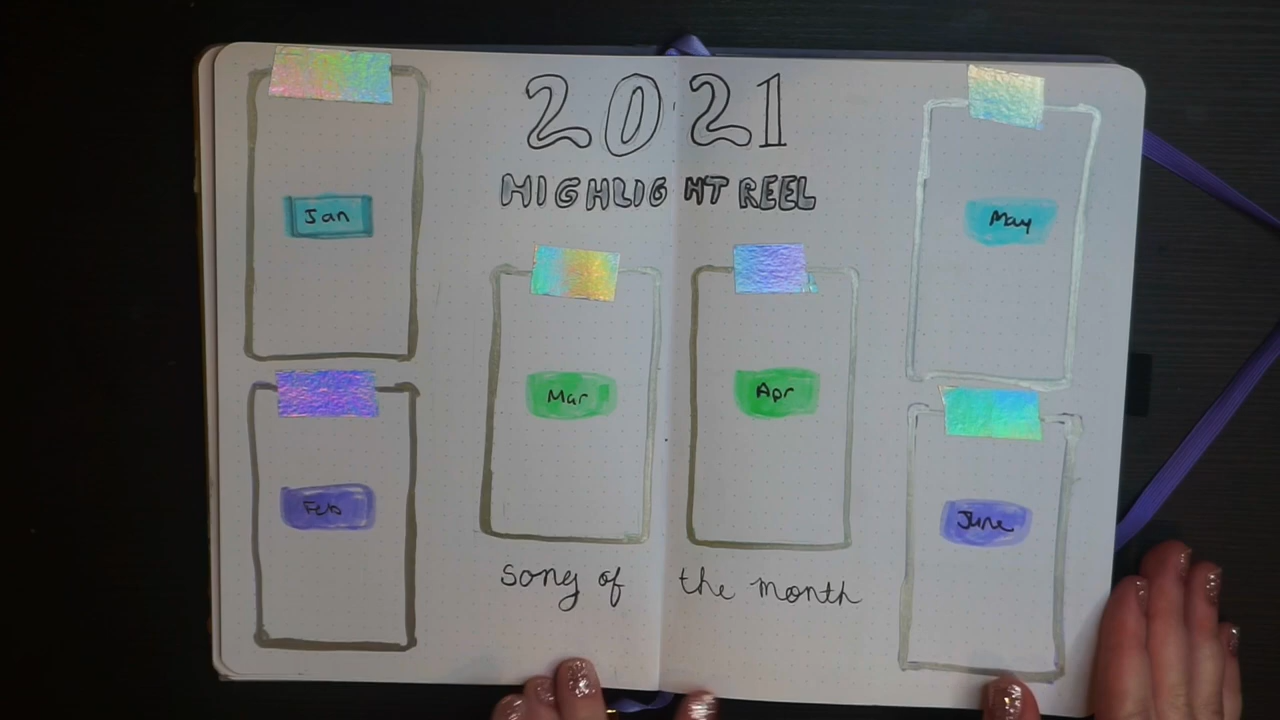 2021
HIGHLIGHT REEL
Jan
May
Mar
Apr
Feb
June
song of the month